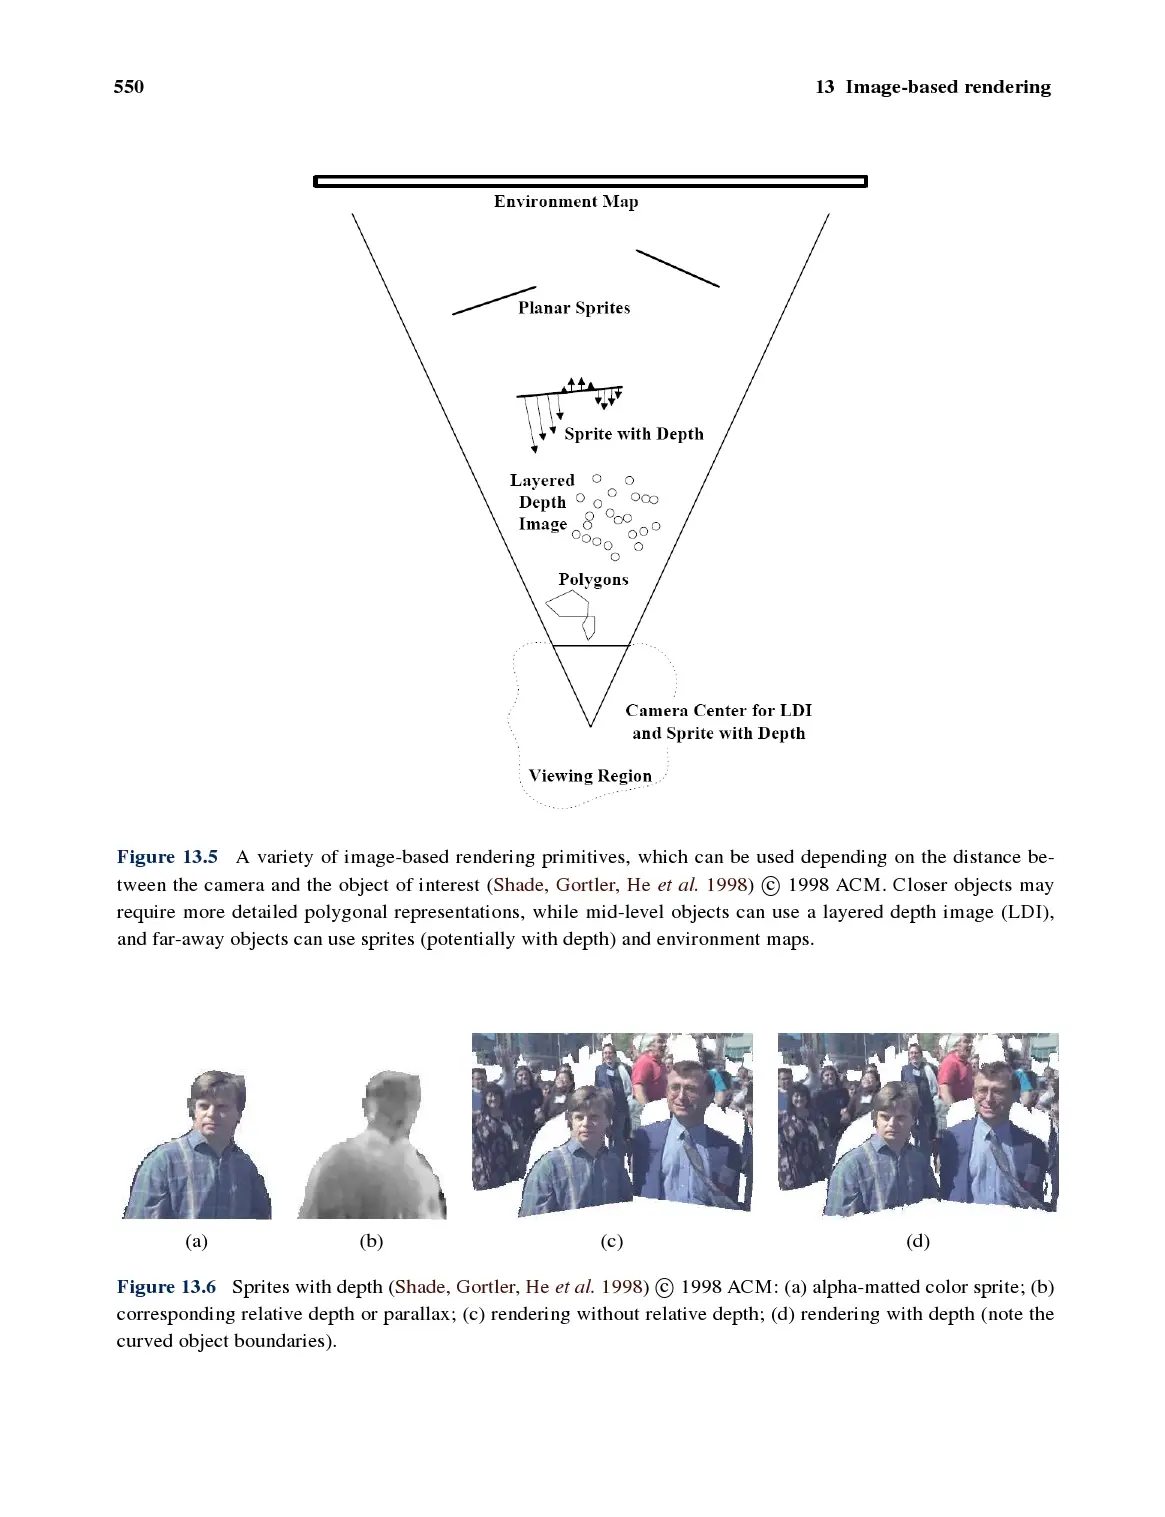 550
13 Image-based rendering
Environment Map
Planar Sprites
Sprite with Depth
Layered
Depth
Image
Polygons
Camera Center for LDI
and Sprite with Depth
Viewing Region
Figure 13.5 A variety of image-based rendering primitives, which can be used depending on the distance be-
tween the camera and the object of interest (Shade, Gortler, He et al. 1998) © 1998 ACM. Closer objects may
require more detailed polygonal representations, while mid-level objects can use a layered depth image (LDI),
and far-away objects can use sprites (potentially with depth) and environment maps.
(a)
(b)
(c)
(d)
Figure 13.6 Sprites with depth (Shade, Gortler, He et al. 1998) © 1998 ACM: (a) alpha-matted color sprite; (b)
corresponding relative depth or parallax; (c) rendering without relative depth; (d) rendering with depth (note the
curved object boundaries).